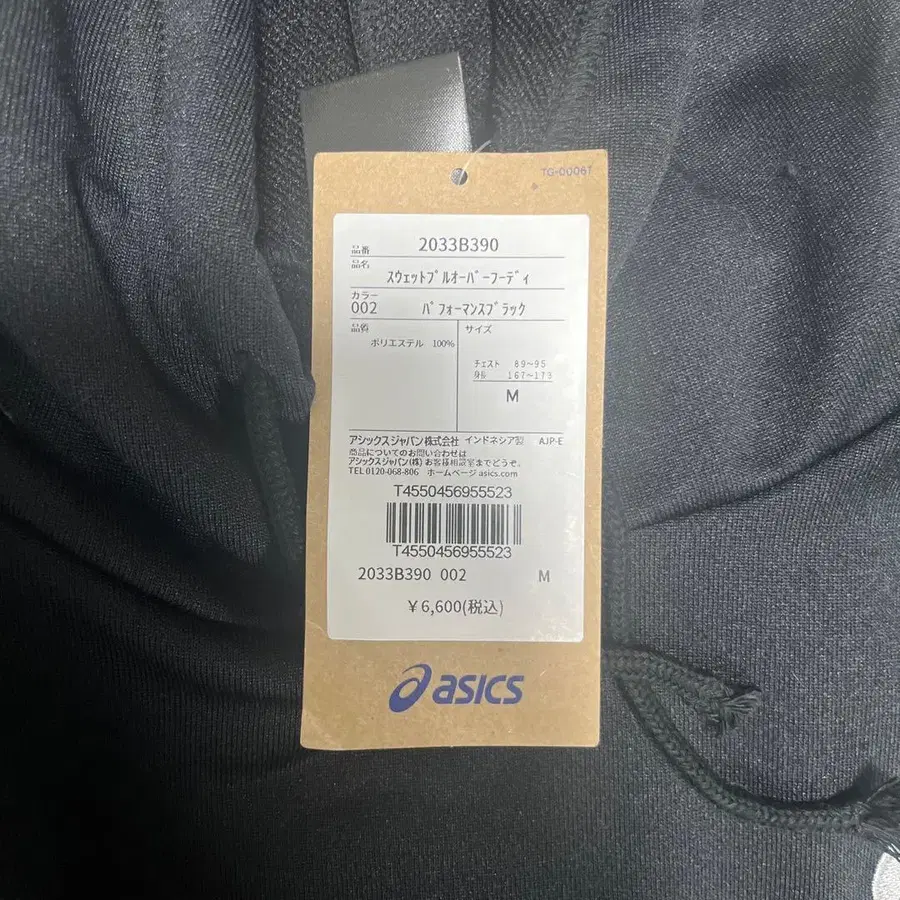 TG-0006T
品番 2033B390
品名
スウェットプルオーバーフーディ
カラー
002 パフォーマンスブラック
品質 サイズ
ポリエステル 100%
チェスト 89~95
身長 167~173
M
アシックスジャパン株式会社 インドネシア製 AJP-E
商品についてのお問い合わせは
アシックスジャパン(株) お客様相談室までどうぞ。
TEL 0120-068-806 ホームページ asics.com
T4550456955523
T4550456955523
2033B390 002 M
¥6,600(税込)
asics